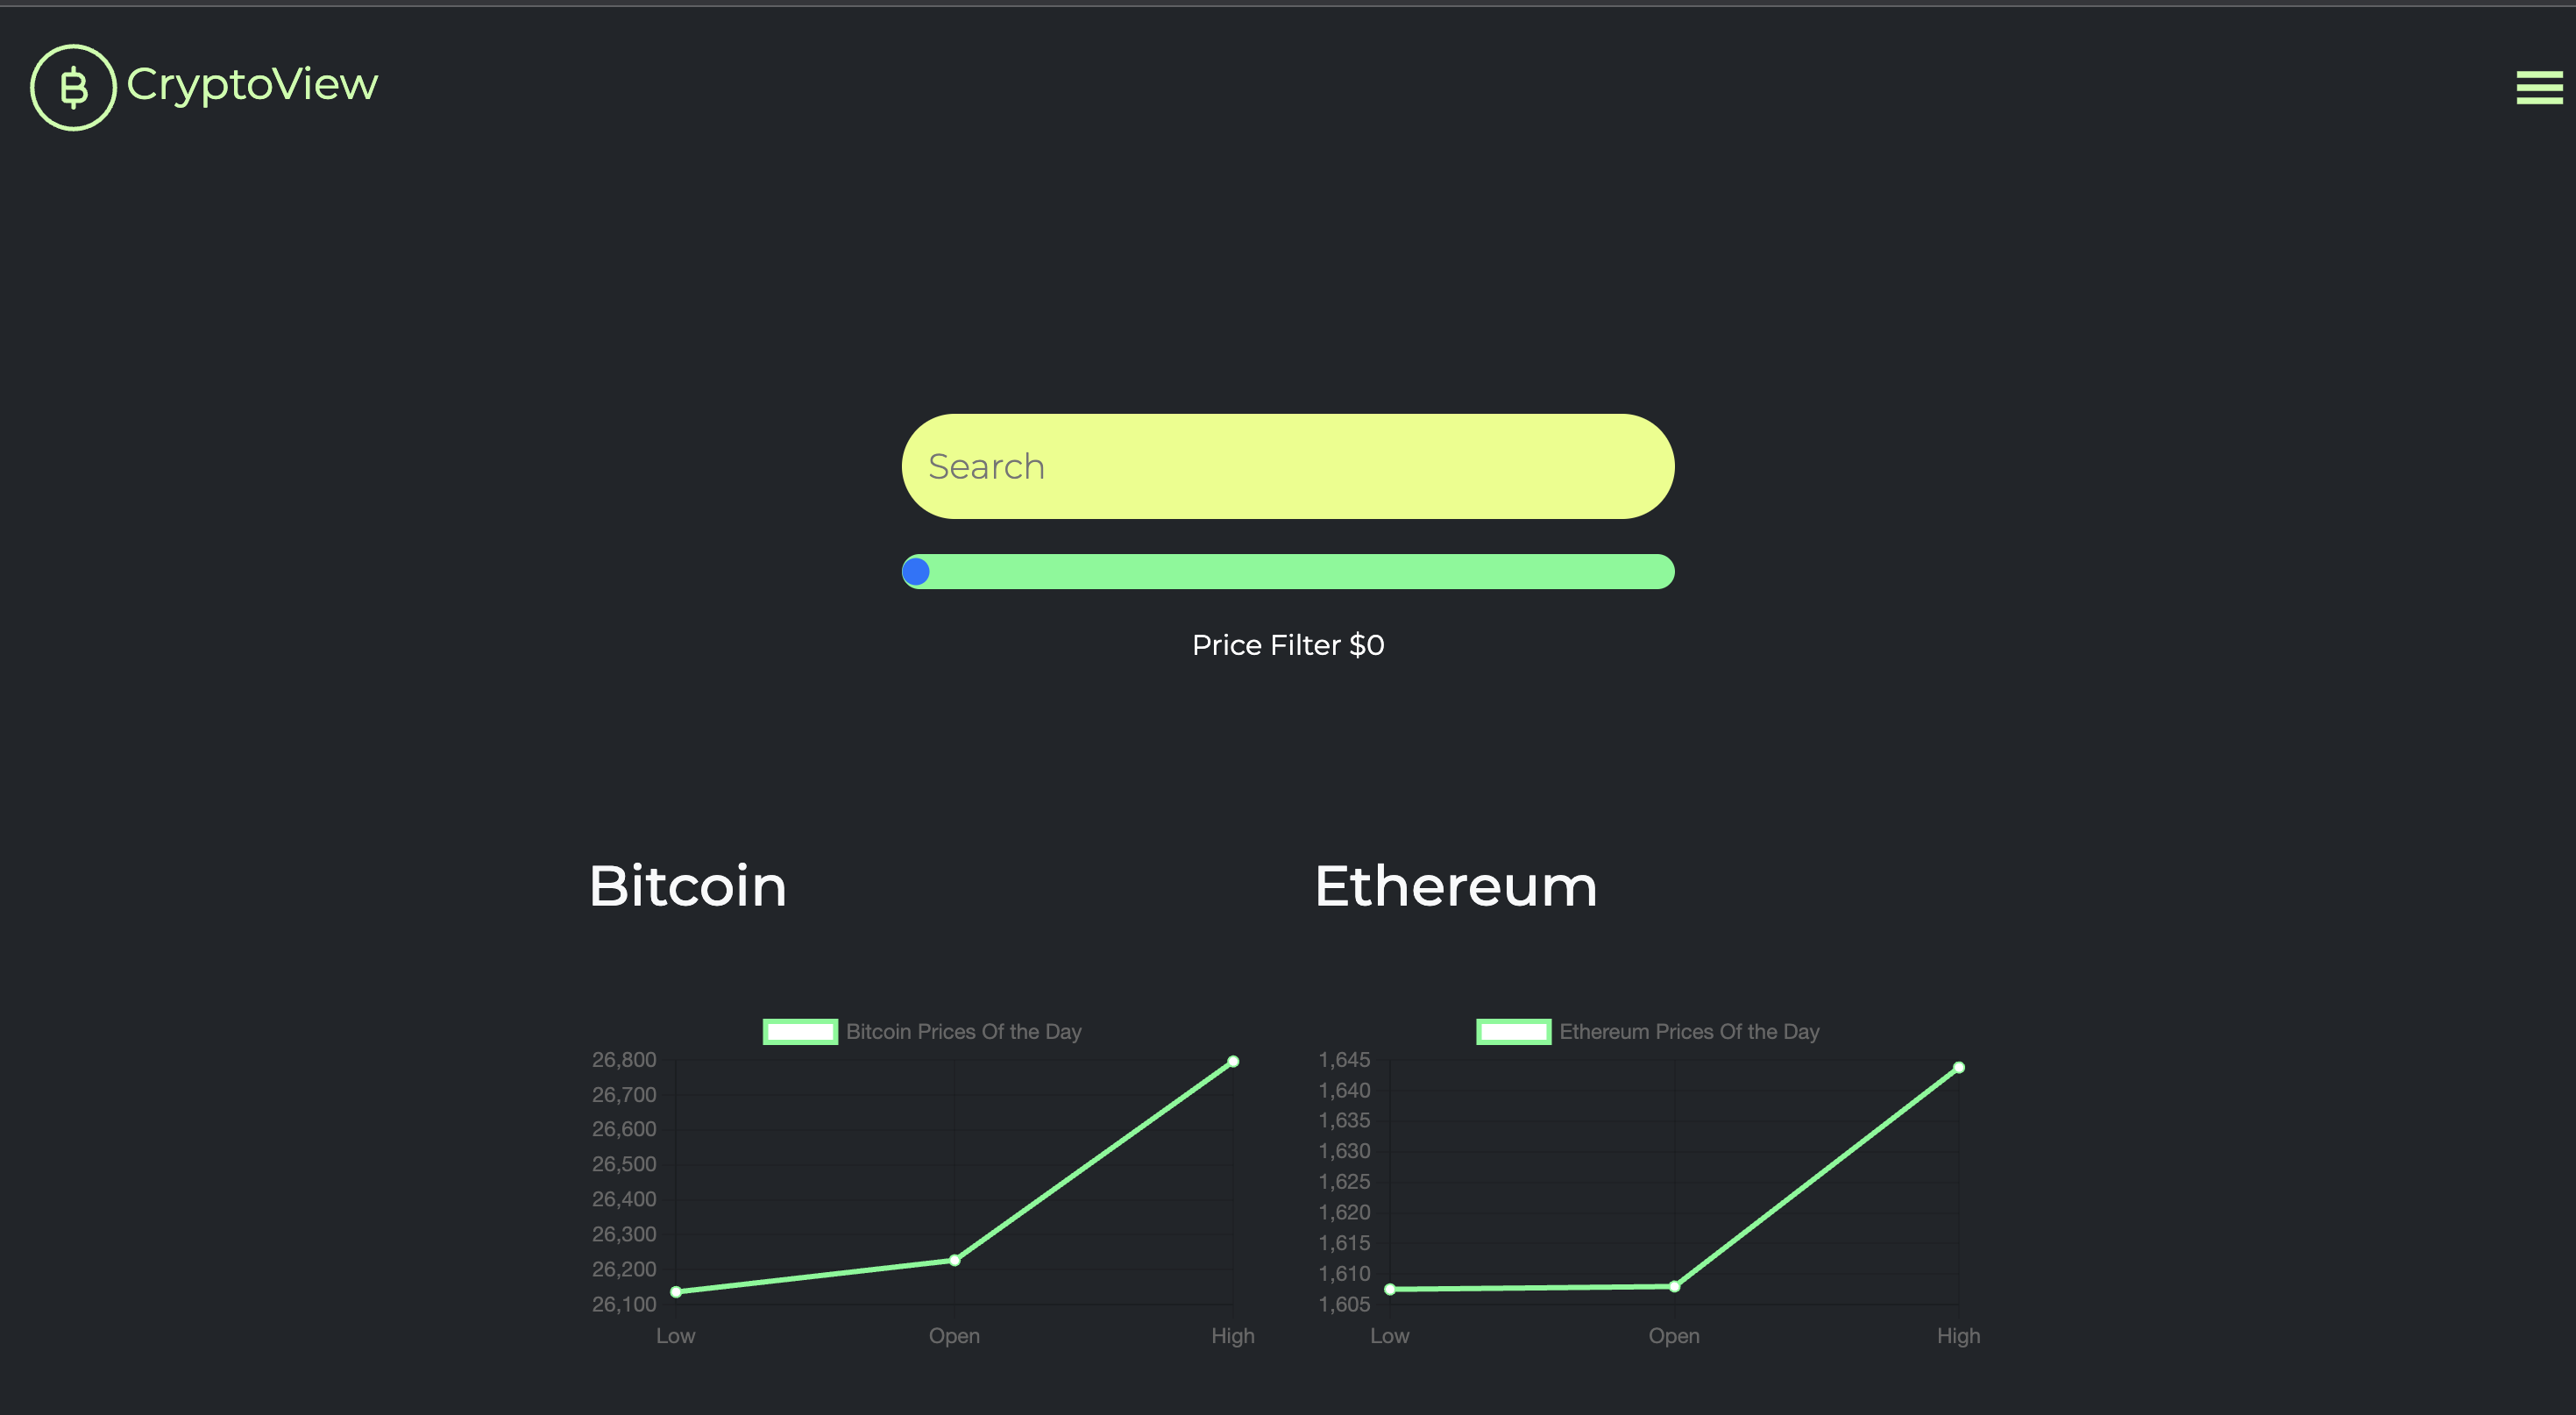 CryptoView
Search
Price Filter $0
Bitcoin
Bitcoin Prices Of the Day
26,800
26,700
26,600
26,500
26,400
26,300
26,200
26,100
Low Open High
Ethereum
Ethereum Prices Of the Day
1,645
1,640
1,635
1,630
1,625
1,620
1,615
1,610
1,605
Low Open High